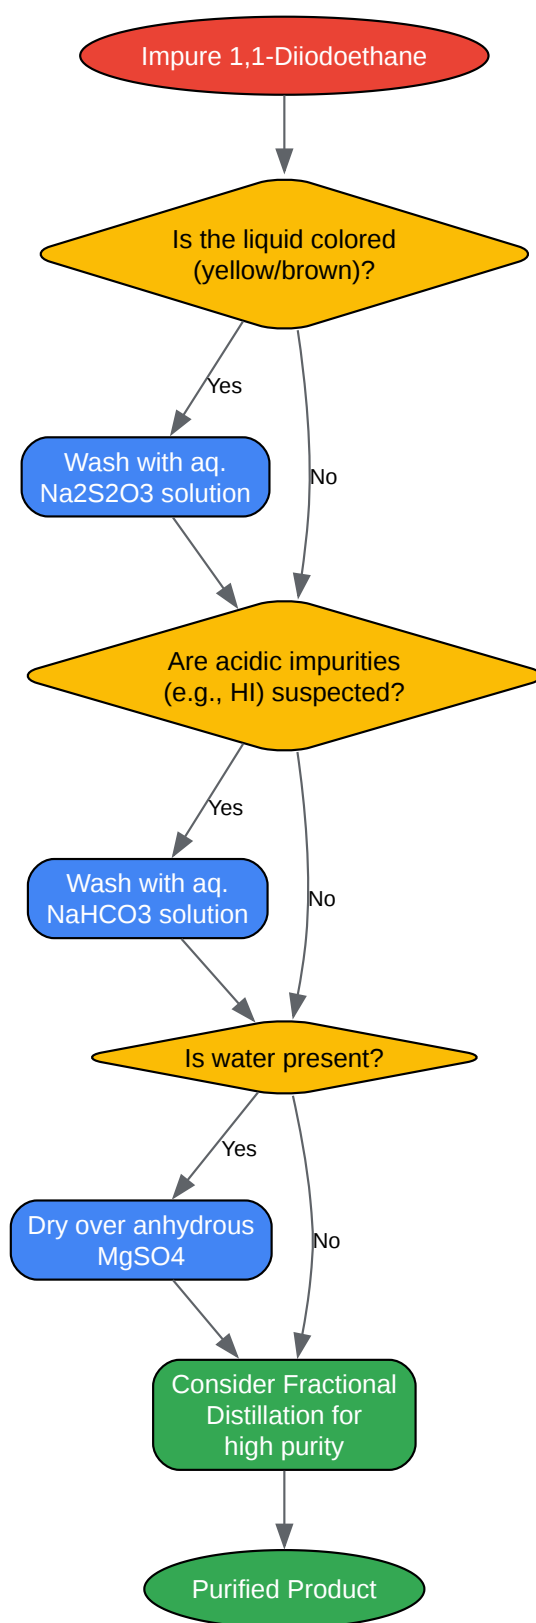 Impure 1,1-Diiodoethane
Is the liquid colored
(yellow/brown)?
Yes
Wash with aq.
Na2S2O3 solution
No
Are acidic impurities
(e.g., HI) suspected?
Yes
Wash with aq.
NaHCO3 solution
No
Is water present?
Yes
Dry over anhydrous
MgSO4
No
Consider Fractional
Distillation for
high purity
Purified Product